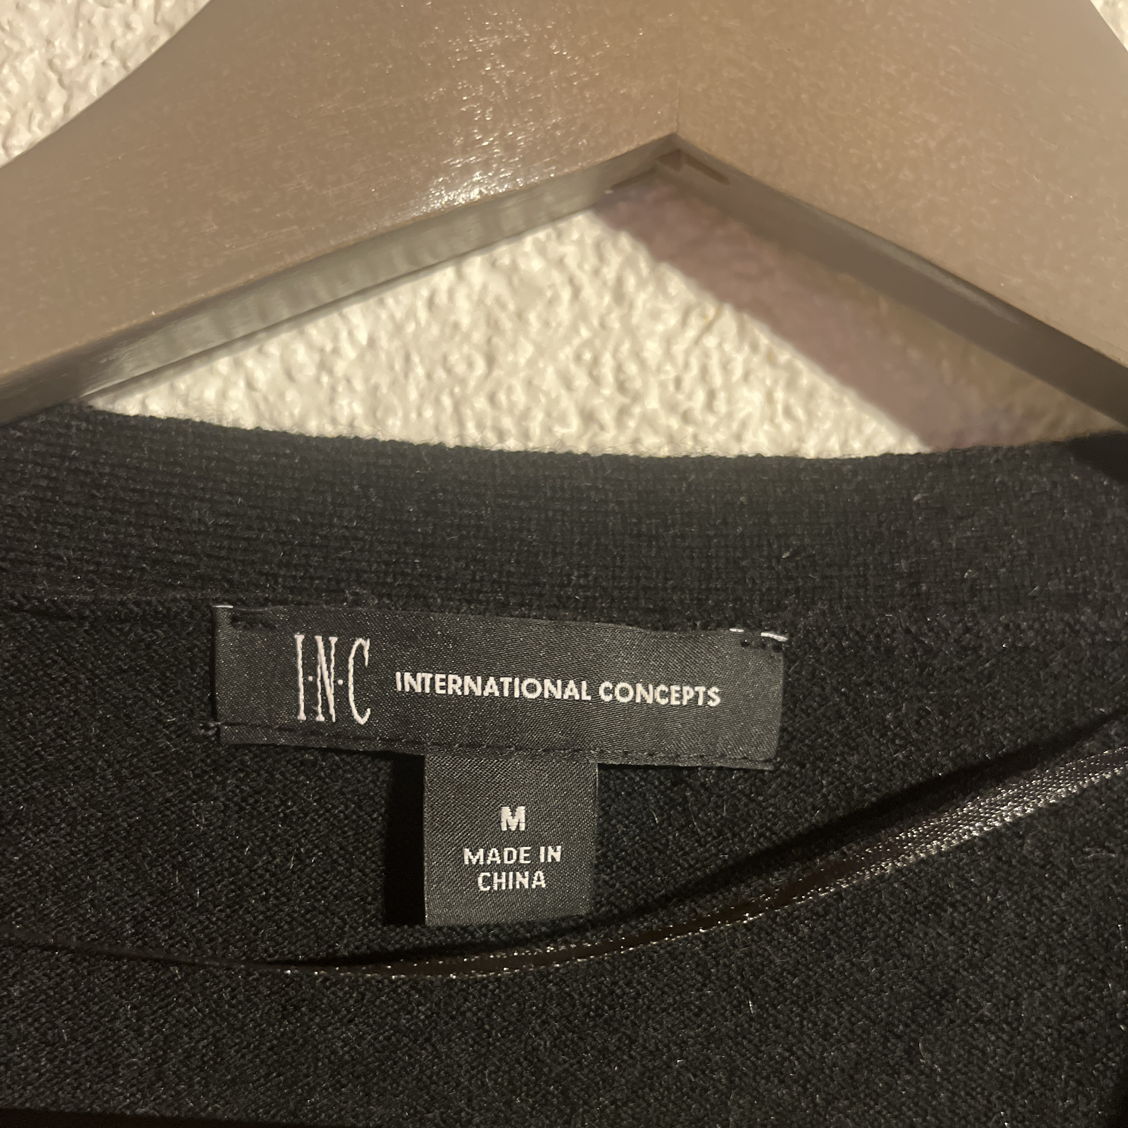 I·N·C INTERNATIONAL CONCEPTS
M
MADE IN
CHINA